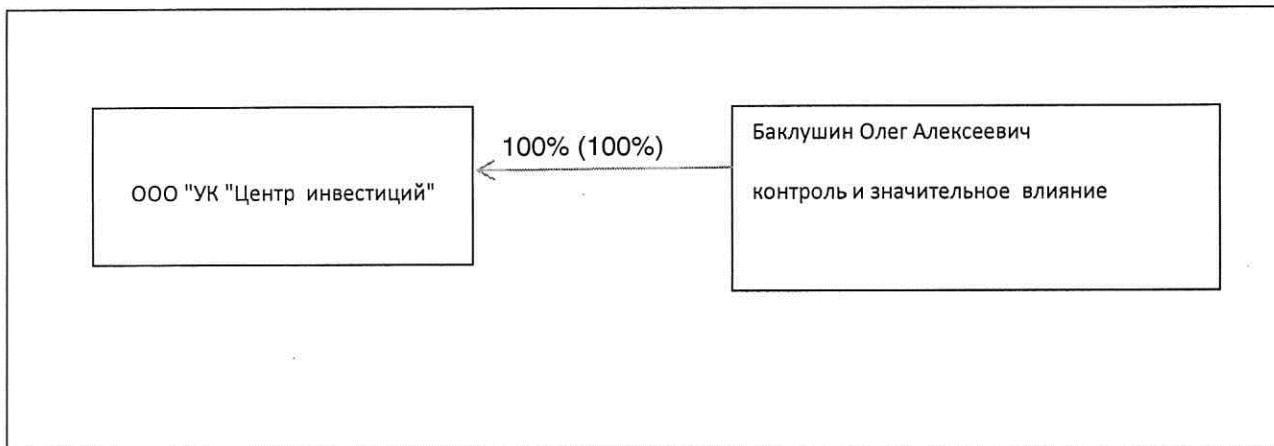 ООО "УК "Центр инвестиций"
100% (100%)
Баклушин Олег Алексеевич
контроль и значительное влияние